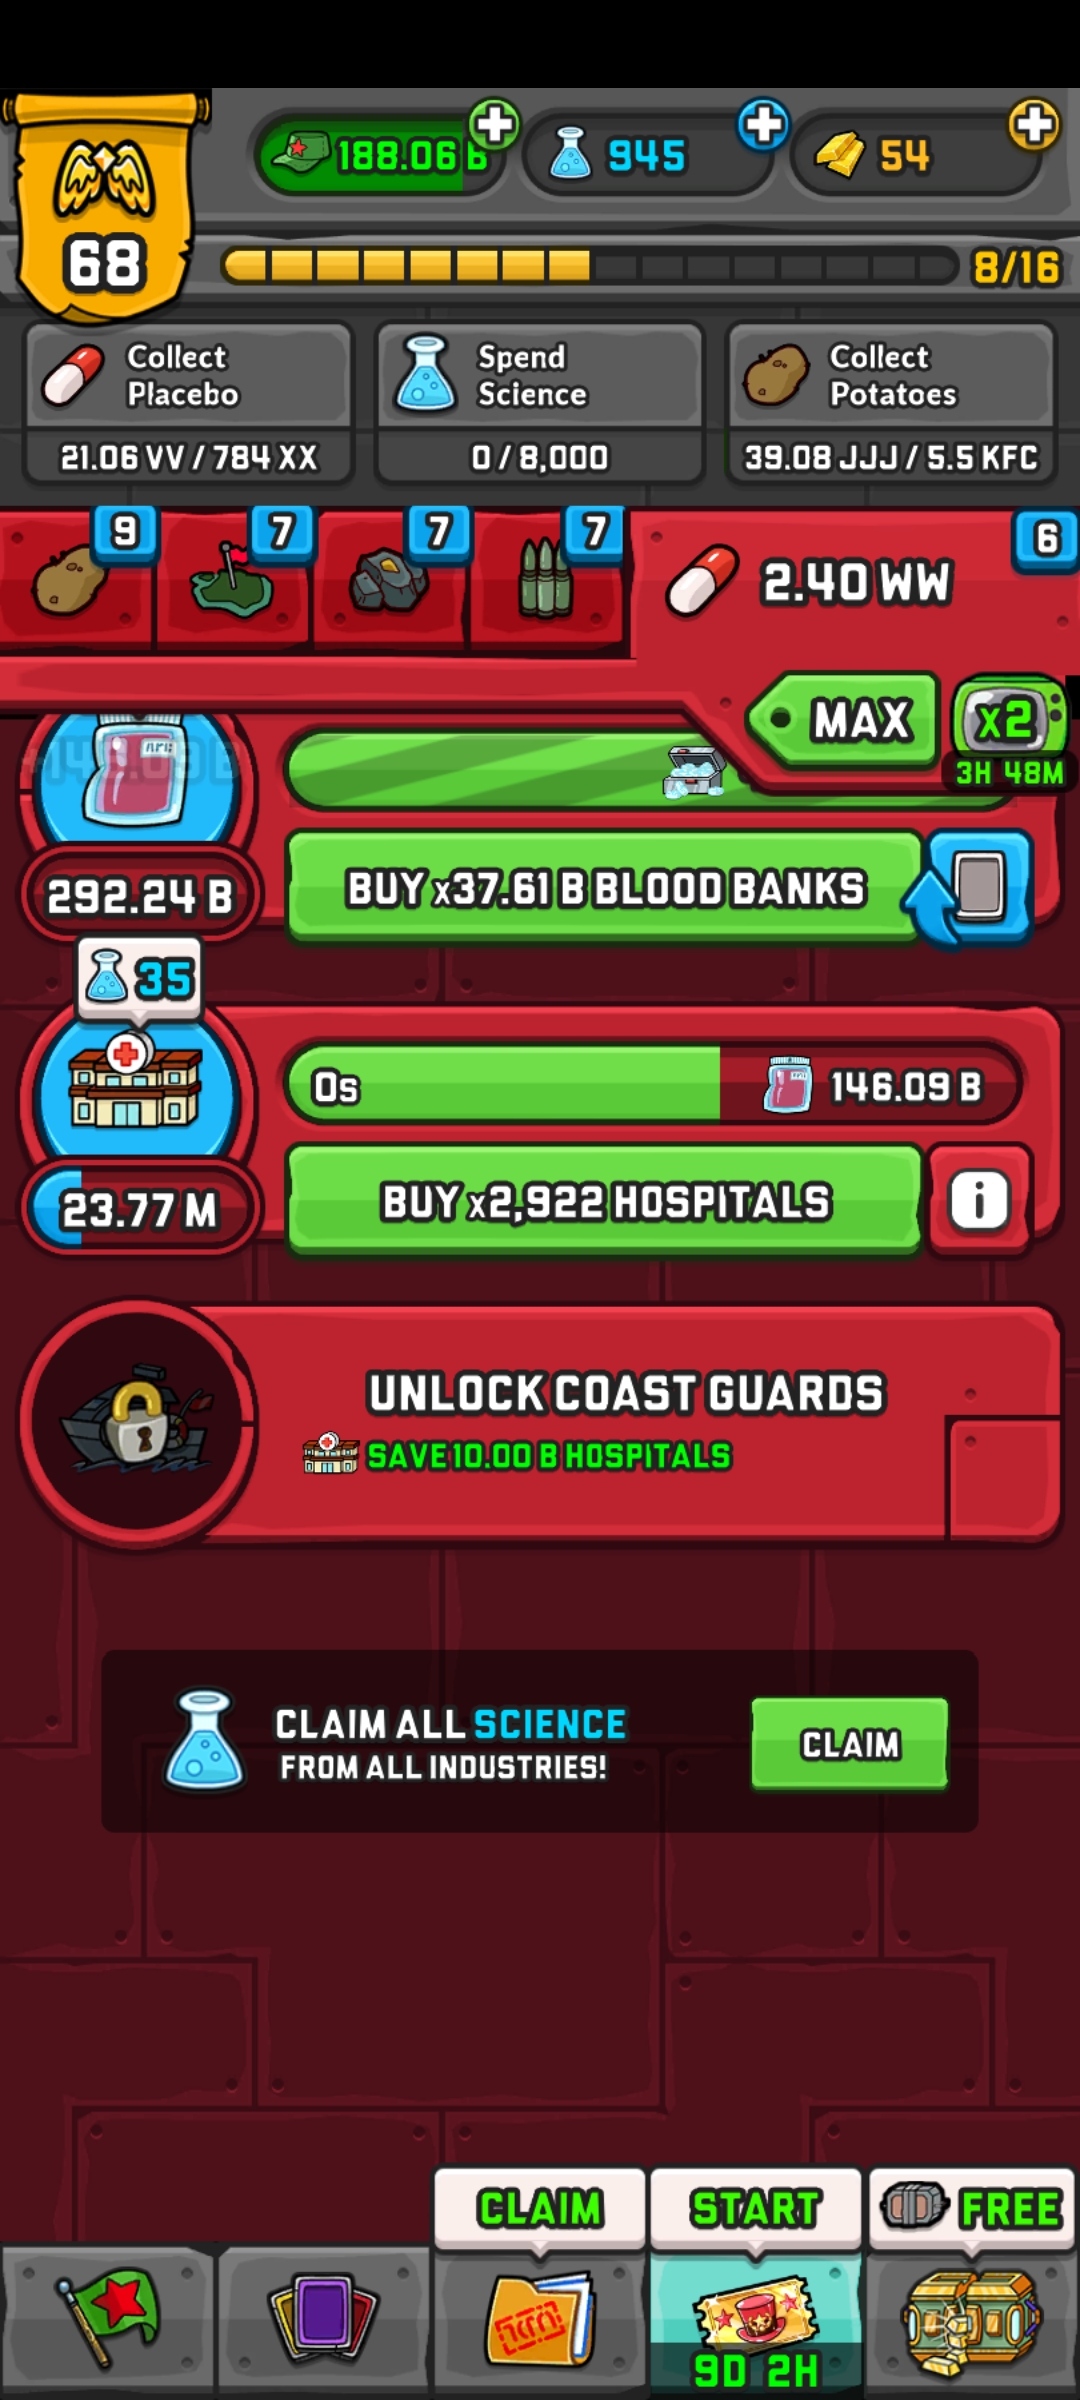 188.06 B
945
54
68
8/16
Collect
Placebo
21.06 VV / 784 XX
Spend
Science
0 / 8,000
Collect
Potatoes
39.08 JJJ / 5.5 KFC
9
7
7
7
6
2.40 WW
MAX
x2
3H 48M
292.24 B
BUY x37.61 B BLOOD BANKS
35
0s
146.09 B
23.77 M
BUY x2,922 HOSPITALS
i
UNLOCK COAST GUARDS
SAVE 10.00 B HOSPITALS
CLAIM ALL SCIENCE
FROM ALL INDUSTRIES!
CLAIM
CLAIM
START
FREE
9D 2H